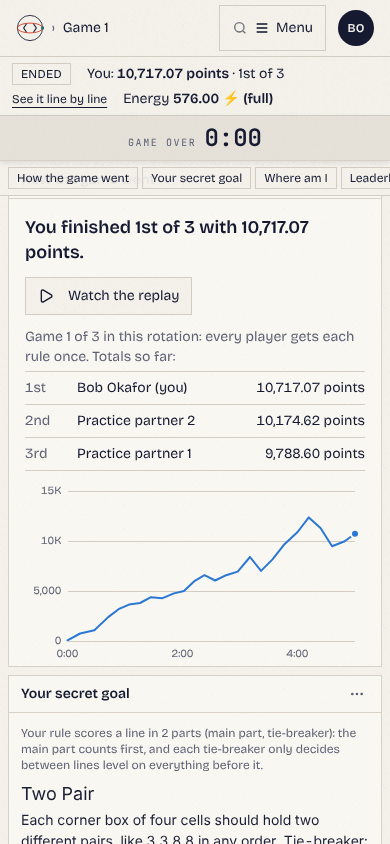 › Game 1
Menu
BO
ENDED You: 10,717.07 points · 1st of 3
See it line by line Energy 576.00 ⚡ (full)
GAME OVER 0:00
How the game went
Your secret goal
Where am I
Leader
You finished 1st of 3 with 10,717.07
points.
Watch the replay
Game 1 of 3 in this rotation: every player gets each
rule once. Totals so far:
1st Bob Okafor (you) 10,717.07 points
2nd Practice partner 2 10,174.62 points
3rd Practice partner 1 9,788.60 points
15K
10K
5,000
0
0:00 2:00 4:00
Your secret goal
Your rule scores a line in 2 parts (main part, tie-breaker): the
main part counts first, and each tie-breaker only decides
between lines level on everything before it.
Two Pair
Each corner box of four cells should hold two
different pairs, like 3 3 8 8 in any order. Tie-breaker: